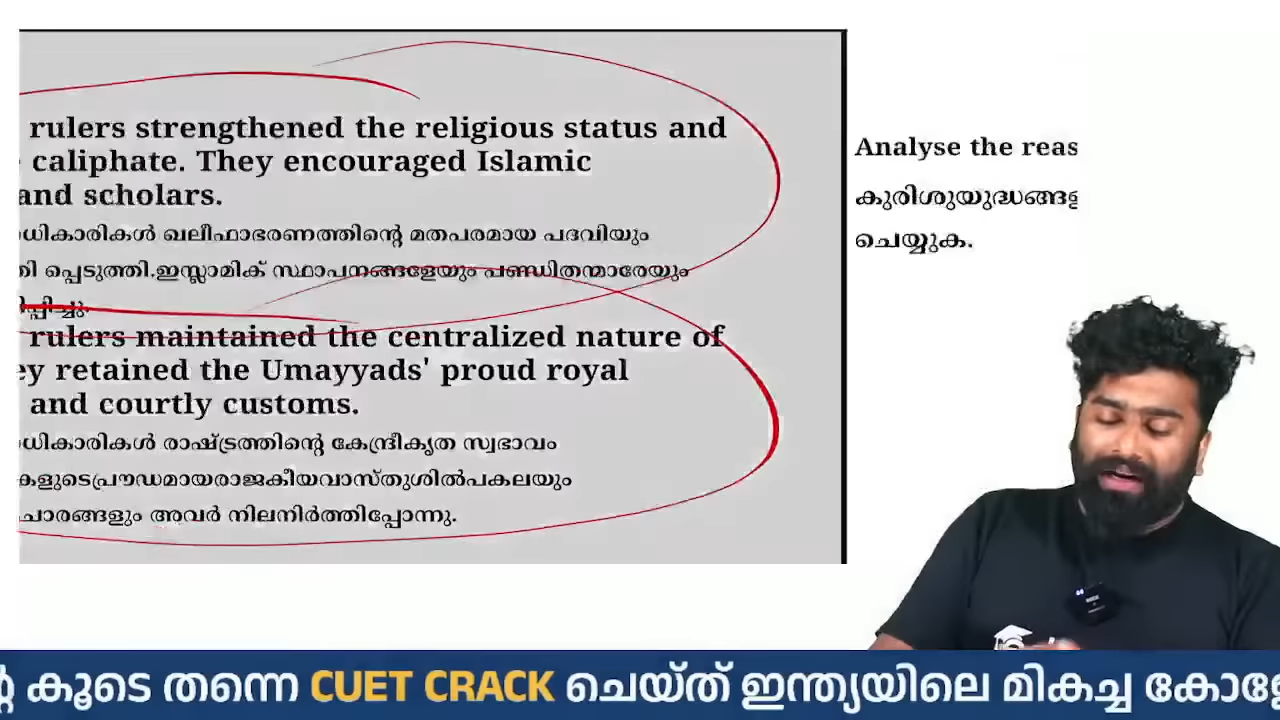 rulers strengthened the religious status and
caliphate. They encouraged Islamic
and scholars.
ധികാരികൾ ഖലീഫാഭരണത്തിന്റെ മതപരമായ പദവിയും
തി പ്പെടുത്തി.ഇസ്ലാമിക് സ്ഥാപനങ്ങളേയും പണ്ഡിതന്മാരേയും
rulers maintained the centralized nature of
ey retained the Umayyads' proud royal
and courtly customs.
ധികാരികൾ രാഷ്ട്രത്തിന്റെ കേന്ദ്രീകൃത സ്വഭാവം
കളുടെപ്രൗഡമായരാജകീയവാസ്തുശിൽപകലയും
ചാരങ്ങളും അവർ നിലനിർത്തിപ്പോന്നു.
Analyse the reas
കുരിശുയുദ്ധങ്ങള
ചെയ്യുക.
കൂടെ തന്നെ CUET CRACK ചെയ്ത് ഇന്ത്യയിലെ മികച്ച കോളേ